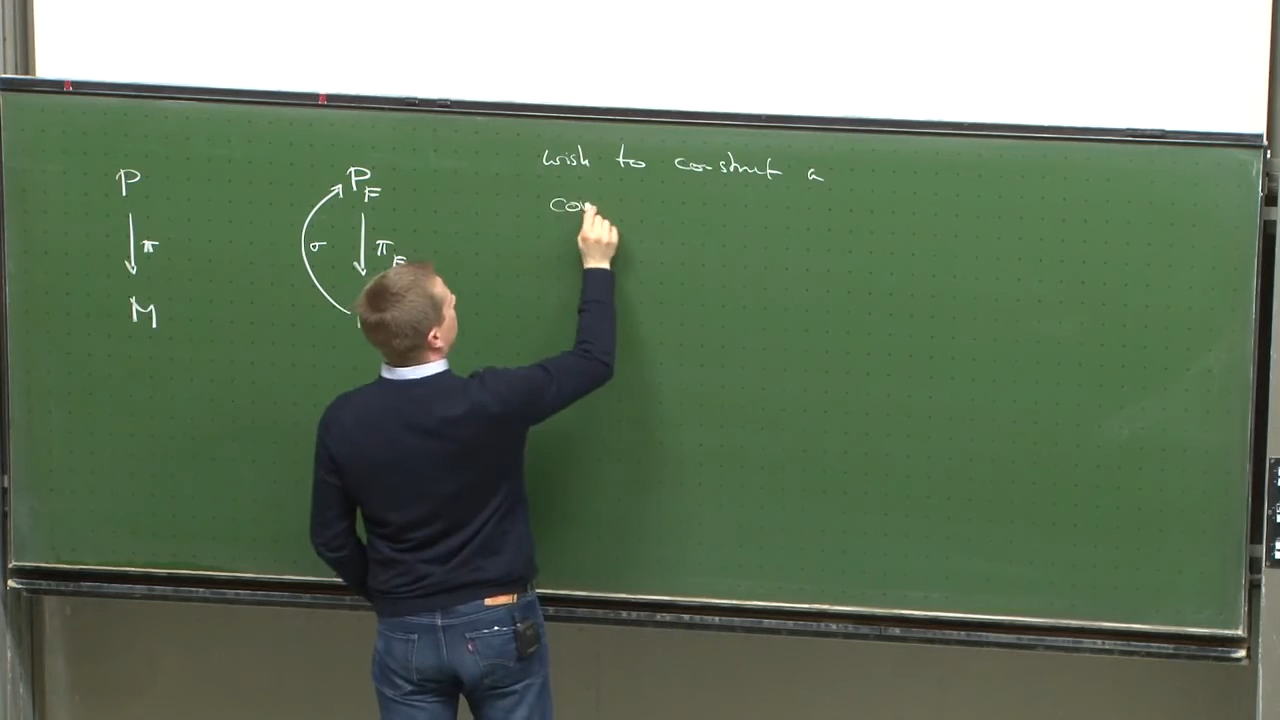 P
π
M
P_F
σ
π_F
wish to construct a